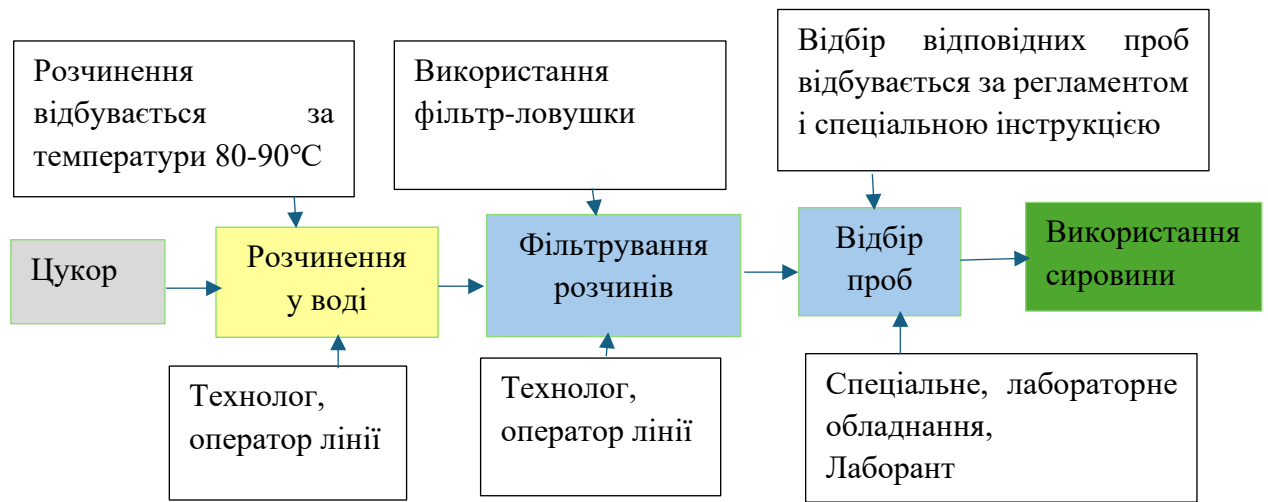 Розчинення
відбувається за
температури 80-90°С
Використання
фільтр-ловушки
Відбір відповідних проб
відбувається за регламентом
і спеціальною інструкцією
Цукор
Розчинення
у воді
Фільтрування
розчинів
Відбір
проб
Використання
сировини
Технолог,
оператор лінії
Технолог,
оператор лінії
Спеціальне, лабораторне
обладнання,
Лаборант